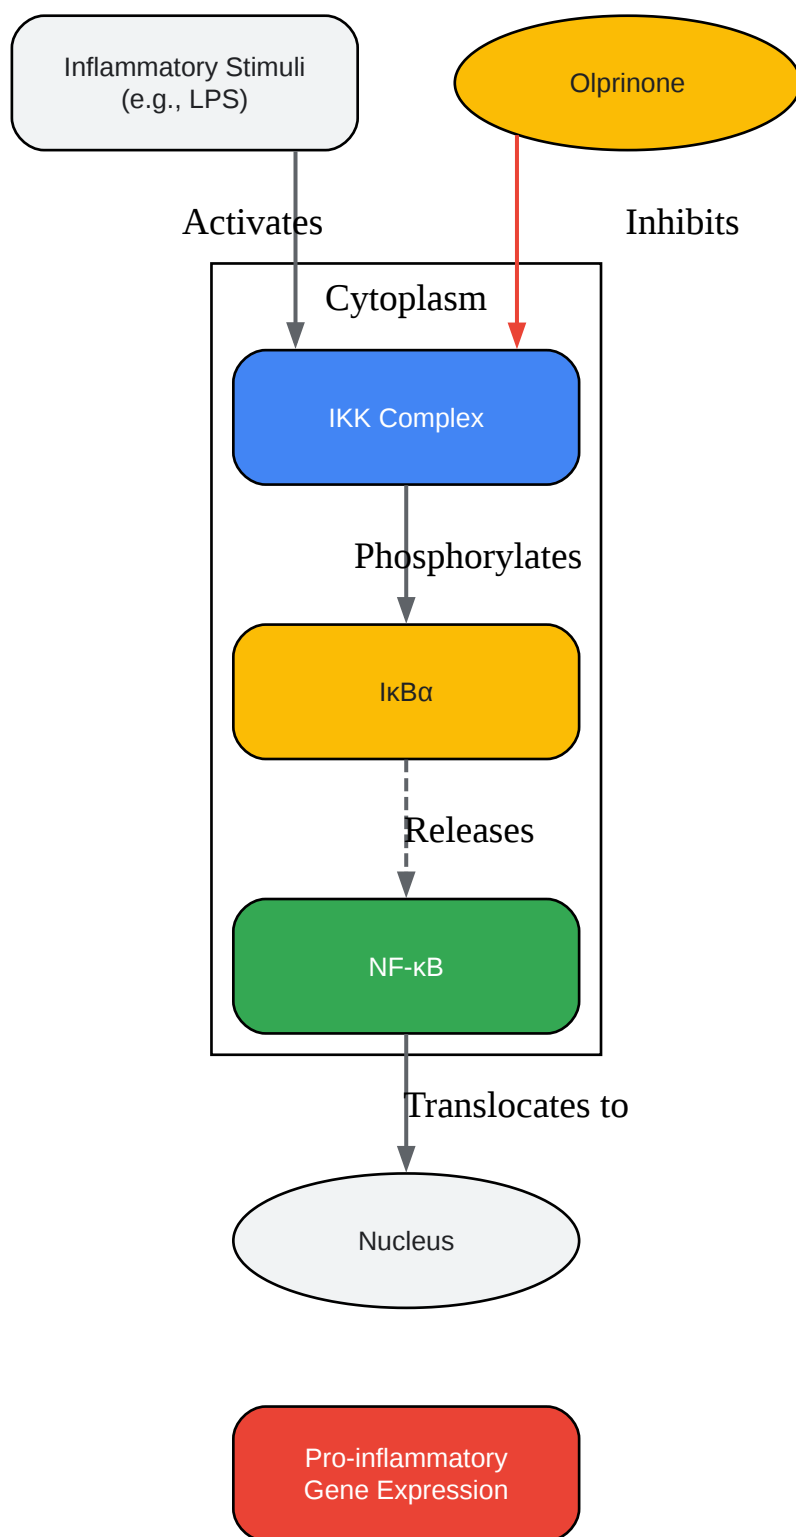 Inflammatory Stimuli
(e.g., LPS)
Olprinone
Activates
Inhibits
Cytoplasm
IKK Complex
Phosphorylates
IκBα
Releases
NF-κB
Translocates to
Nucleus
Pro-inflammatory
Gene Expression